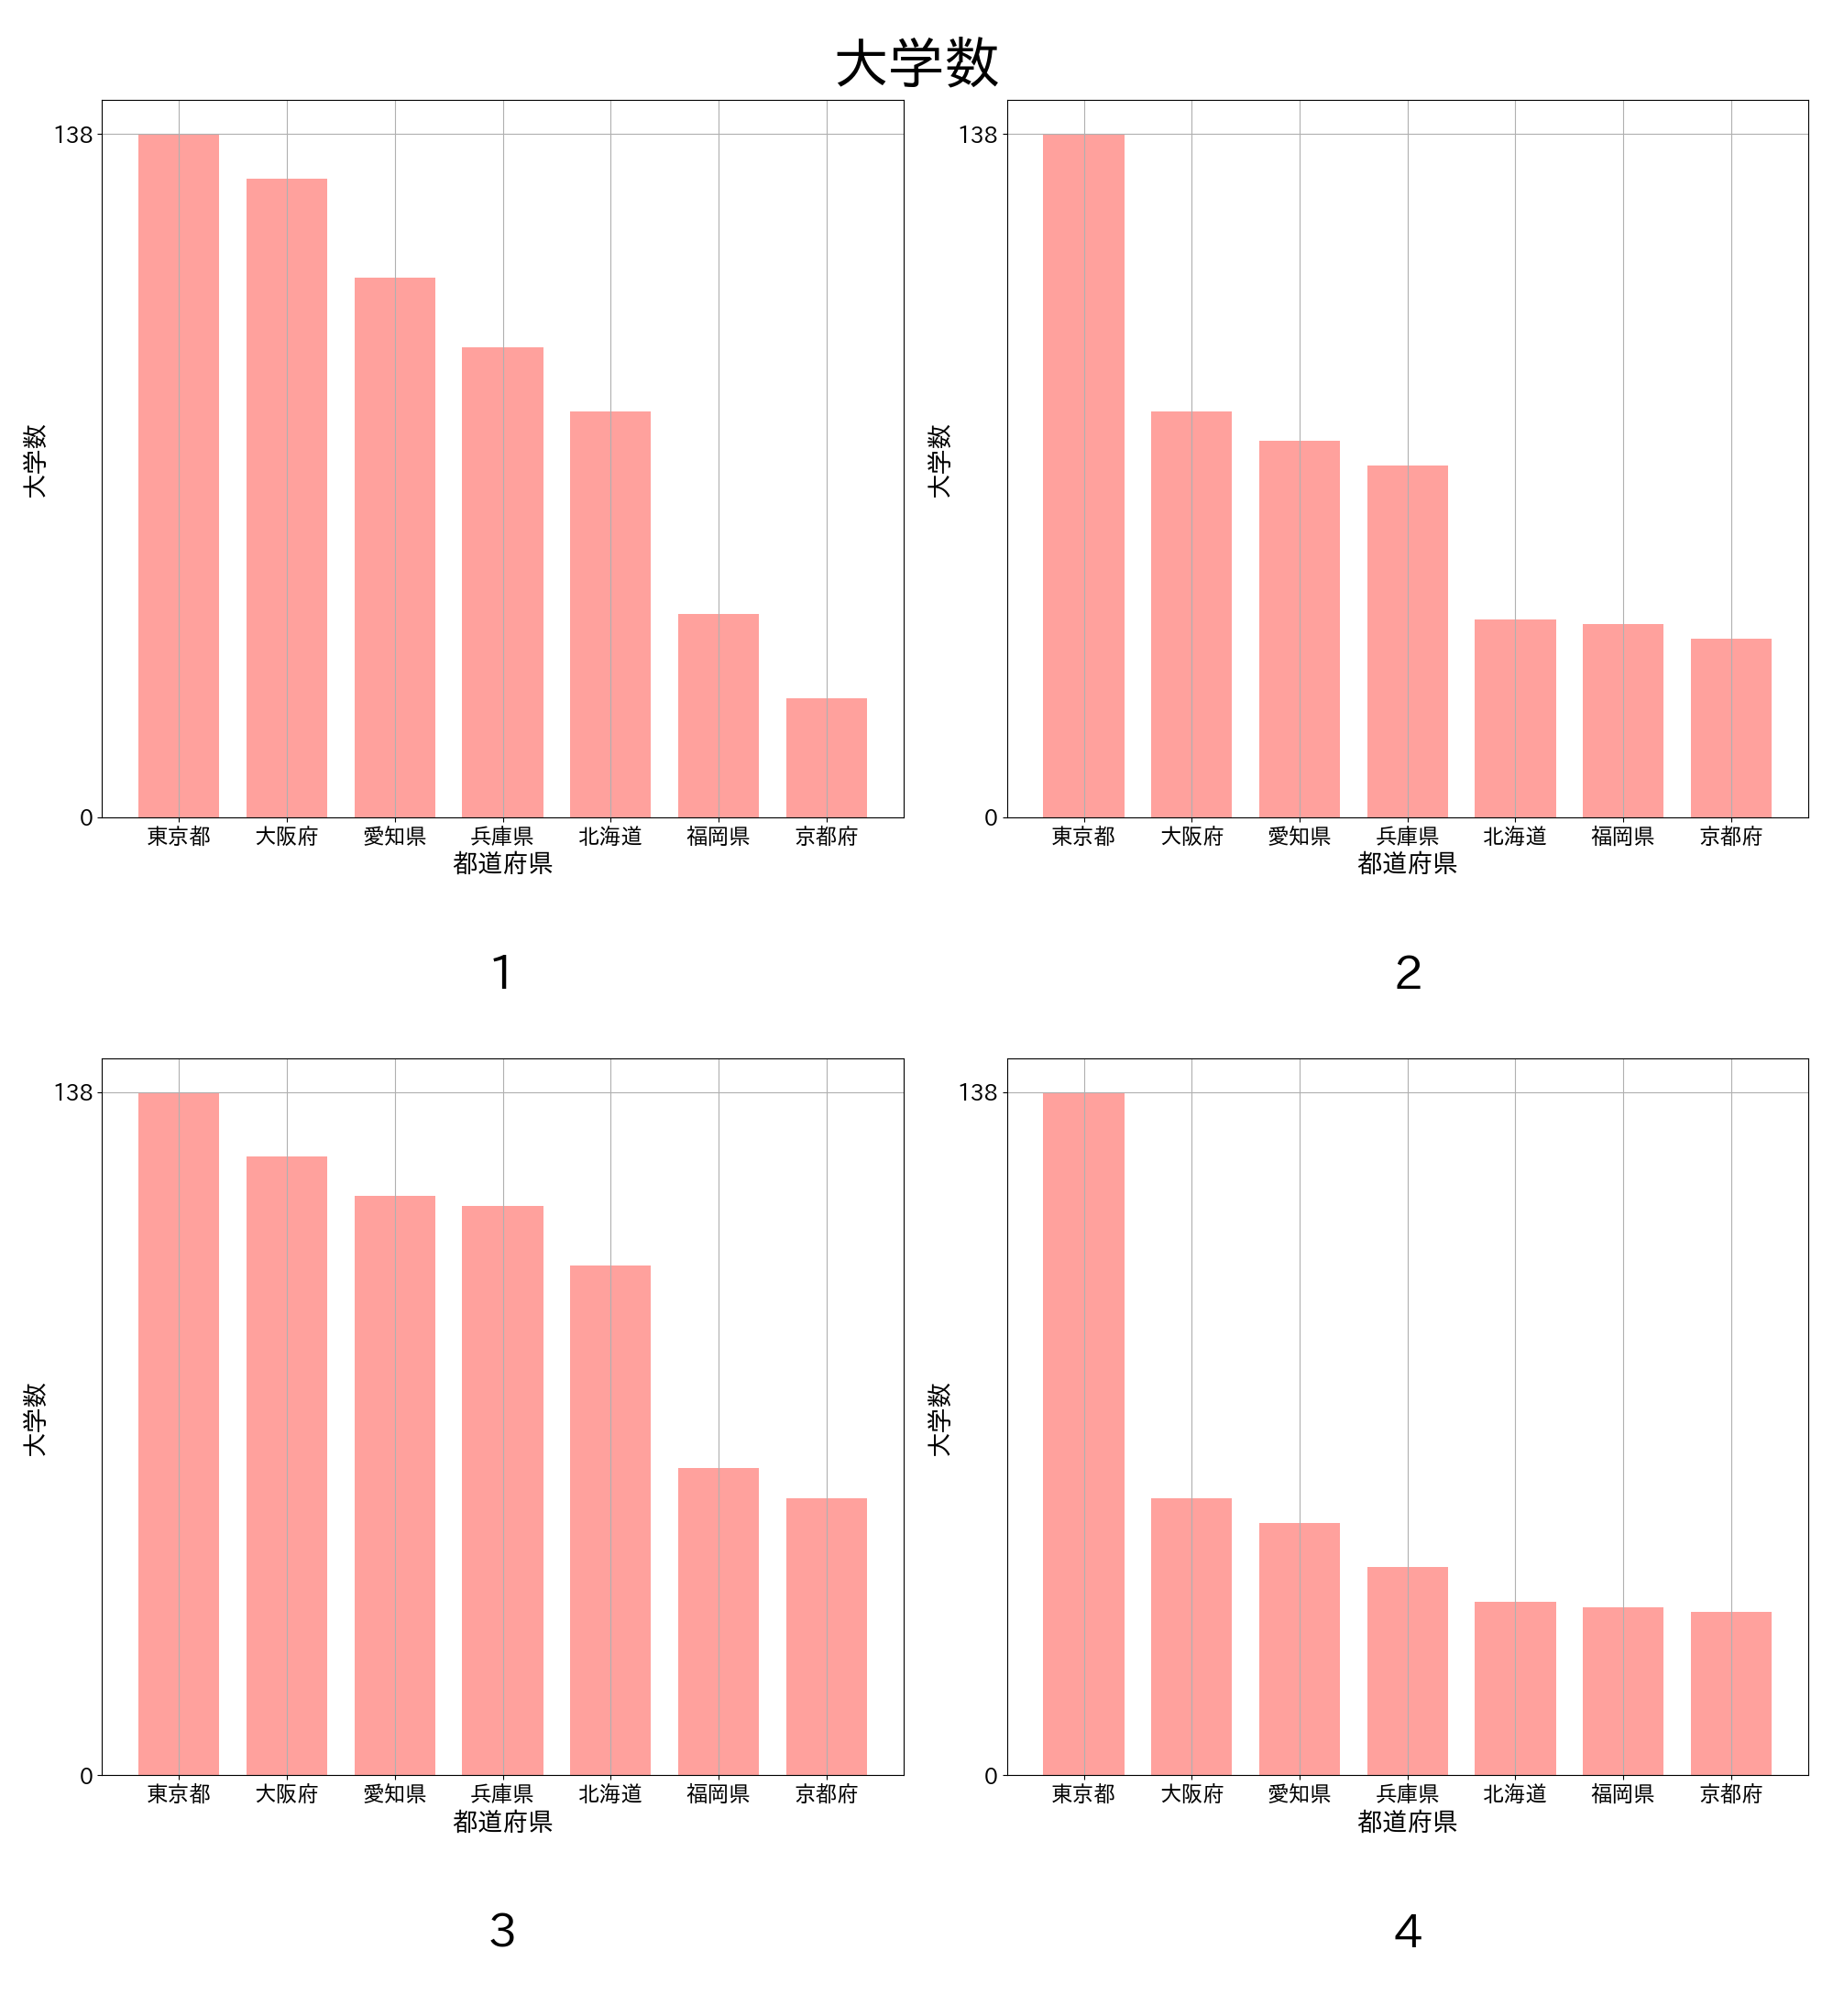 大学数
138
0
大学数
東京都 大阪府 愛知県 兵庫県 北海道 福岡県 京都府
都道府県
1
138
0
大学数
東京都 大阪府 愛知県 兵庫県 北海道 福岡県 京都府
都道府県
2
138
0
大学数
東京都 大阪府 愛知県 兵庫県 北海道 福岡県 京都府
都道府県
3
138
0
大学数
東京都 大阪府 愛知県 兵庫県 北海道 福岡県 京都府
都道府県
4